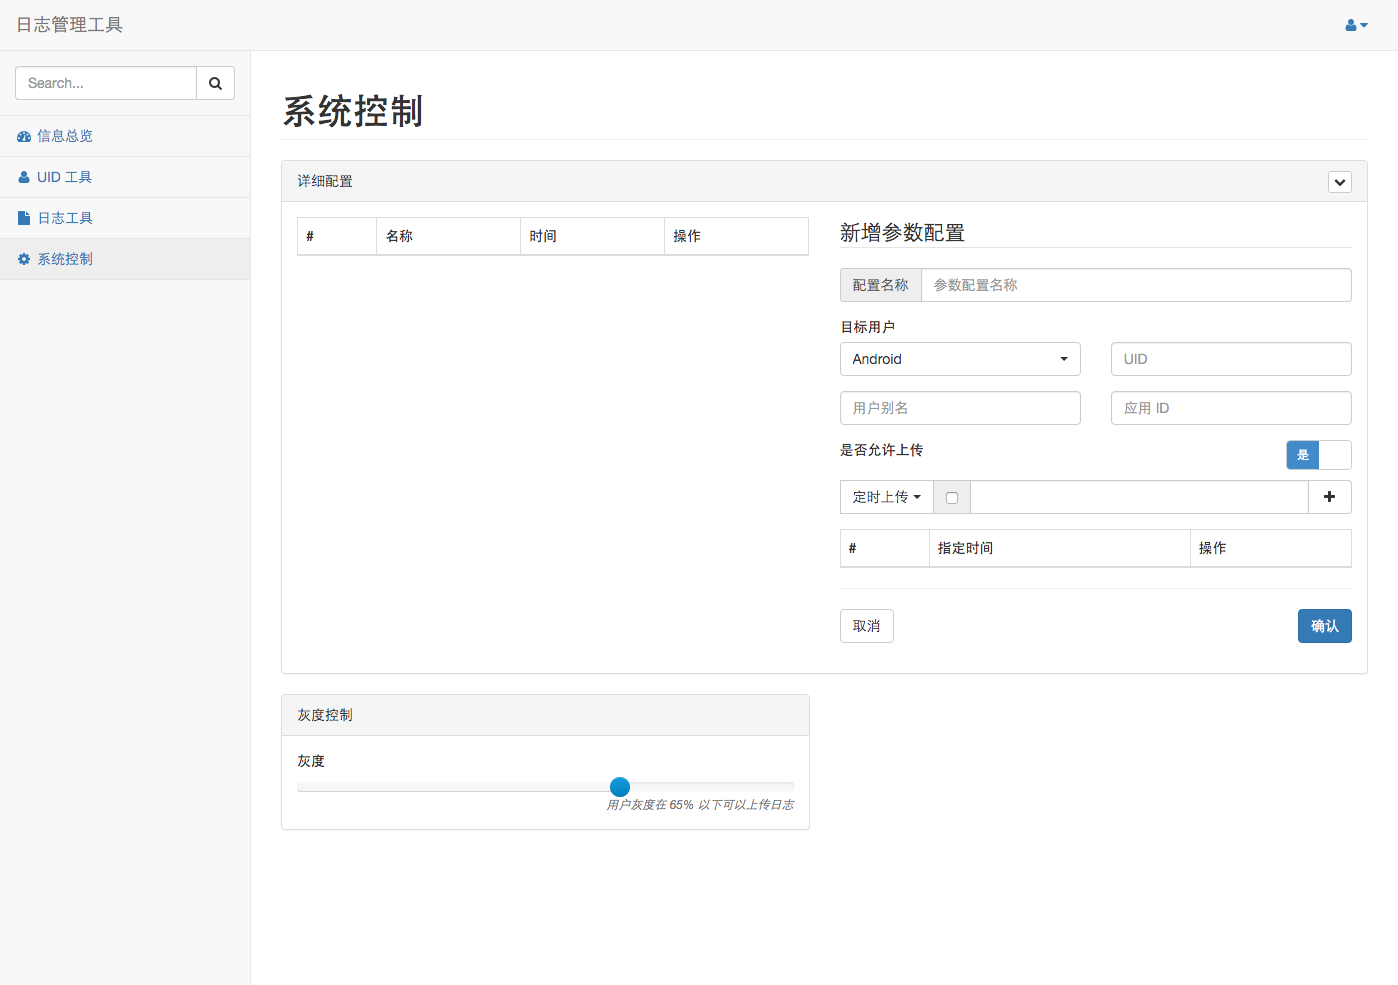 日志管理工具
Search...
信息总览
UID 工具
日志工具
系统控制
系统控制
详细配置
# 名称 时间 操作
新增参数配置
配置名称 参数配置名称
目标用户
Android UID
用户别名 应用 ID
是否允许上传 是
定时上传
# 指定时间 操作
取消 确认
灰度控制
灰度
用户灰度在 65% 以下可以上传日志